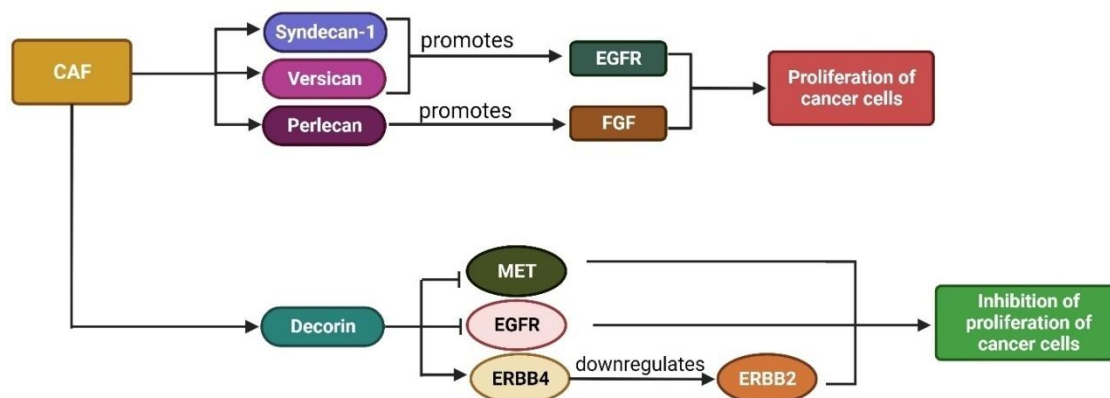 CAF
Syndecan-1
Versican
Perlecan
promotes
promotes
EGFR
FGF
Proliferation of
cancer cells
Decorin
MET
EGFR
ERBB4
downregulates
ERBB2
Inhibition of
proliferation of
cancer cells